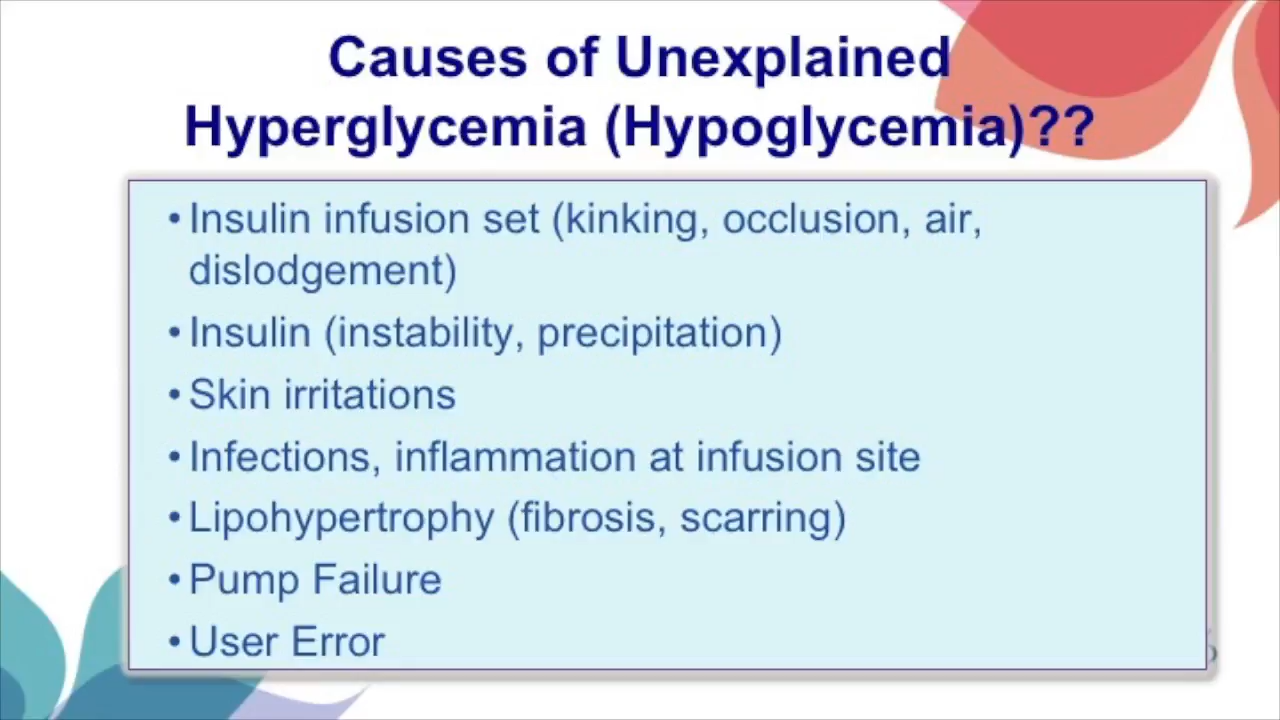 Causes of Unexplained
Hyperglycemia (Hypoglycemia)??
• Insulin infusion set (kinking, occlusion, air,
dislodgement)
• Insulin (instability, precipitation)
• Skin irritations
• Infections, inflammation at infusion site
• Lipohypertrophy (fibrosis, scarring)
• Pump Failure
• User Error